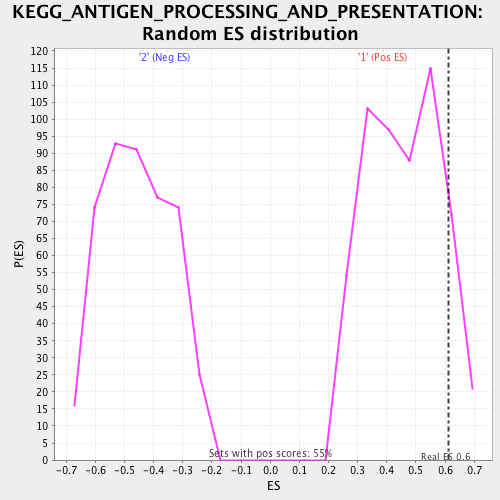 KEGG_ANTIGEN_PROCESSING_AND_PRESENTATION:
Random ES distribution
'2' (Neg ES)
'1' (Pos ES)
120
115
110
105
100
95
90
85
80
75
70
65
60
55
50
45
40
35
30
25
20
15
10
5
0
P(ES)
Sets with pos scores: 55%
Real ES 0.6
-0.7 -0.6 -0.5 -0.4 -0.3 -0.2 -0.1 0.0 0.1 0.2 0.3 0.4 0.5 0.6 0.7
ES